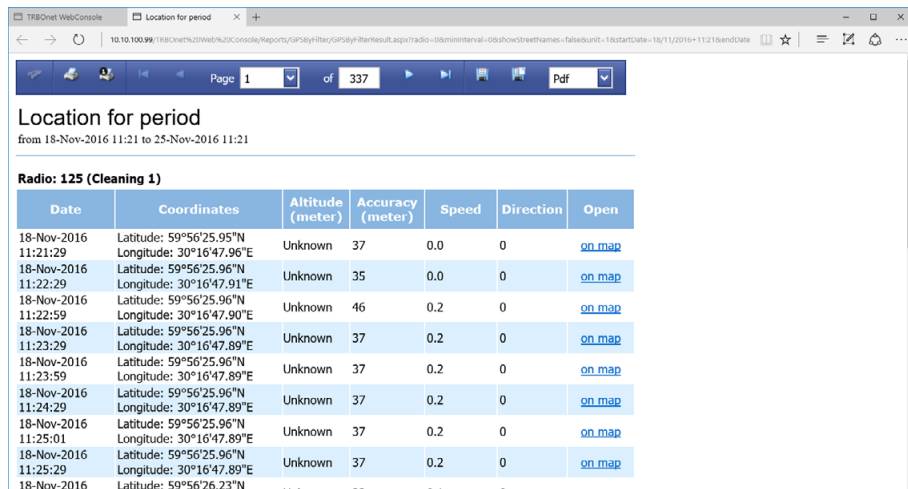 TRBOnet WebConsole
Location for period
10.10.100.99/TRBOnet%20Web%20Console/Reports/GPSByFilter/GPSByFilterResult.aspx?radio=0&minInterval=0&showStreetNames=false&unit=1&startDate=18/11/2016+11:21&endDate
Page 1 of 337 Pdf
Location for period
from 18-Nov-2016 11:21 to 25-Nov-2016 11:21
Radio: 125 (Cleaning 1)
Date Coordinates Altitude (meter) Accuracy (meter) Speed Direction Open
18-Nov-2016 Latitude: 59°56'25.95"N
11:21:29 Longitude: 30°16'47.96"E Unknown 37 0.0 0 on map
18-Nov-2016 Latitude: 59°56'25.96"N
11:22:29 Longitude: 30°16'47.91"E Unknown 35 0.0 0 on map
18-Nov-2016 Latitude: 59°56'25.96"N
11:22:59 Longitude: 30°16'47.90"E Unknown 46 0.2 0 on map
18-Nov-2016 Latitude: 59°56'25.96"N
11:23:29 Longitude: 30°16'47.89"E Unknown 37 0.2 0 on map
18-Nov-2016 Latitude: 59°56'25.96"N
11:23:59 Longitude: 30°16'47.89"E Unknown 37 0.2 0 on map
18-Nov-2016 Latitude: 59°56'25.96"N
11:24:29 Longitude: 30°16'47.89"E Unknown 37 0.2 0 on map
18-Nov-2016 Latitude: 59°56'25.96"N
11:25:01 Longitude: 30°16'47.89"E Unknown 37 0.2 0 on map
18-Nov-2016 Latitude: 59°56'25.96"N
11:25:29 Longitude: 30°16'47.89"E Unknown 37 0.2 0 on map
18-Nov-2016 Latitude: 59°56'26.23"N